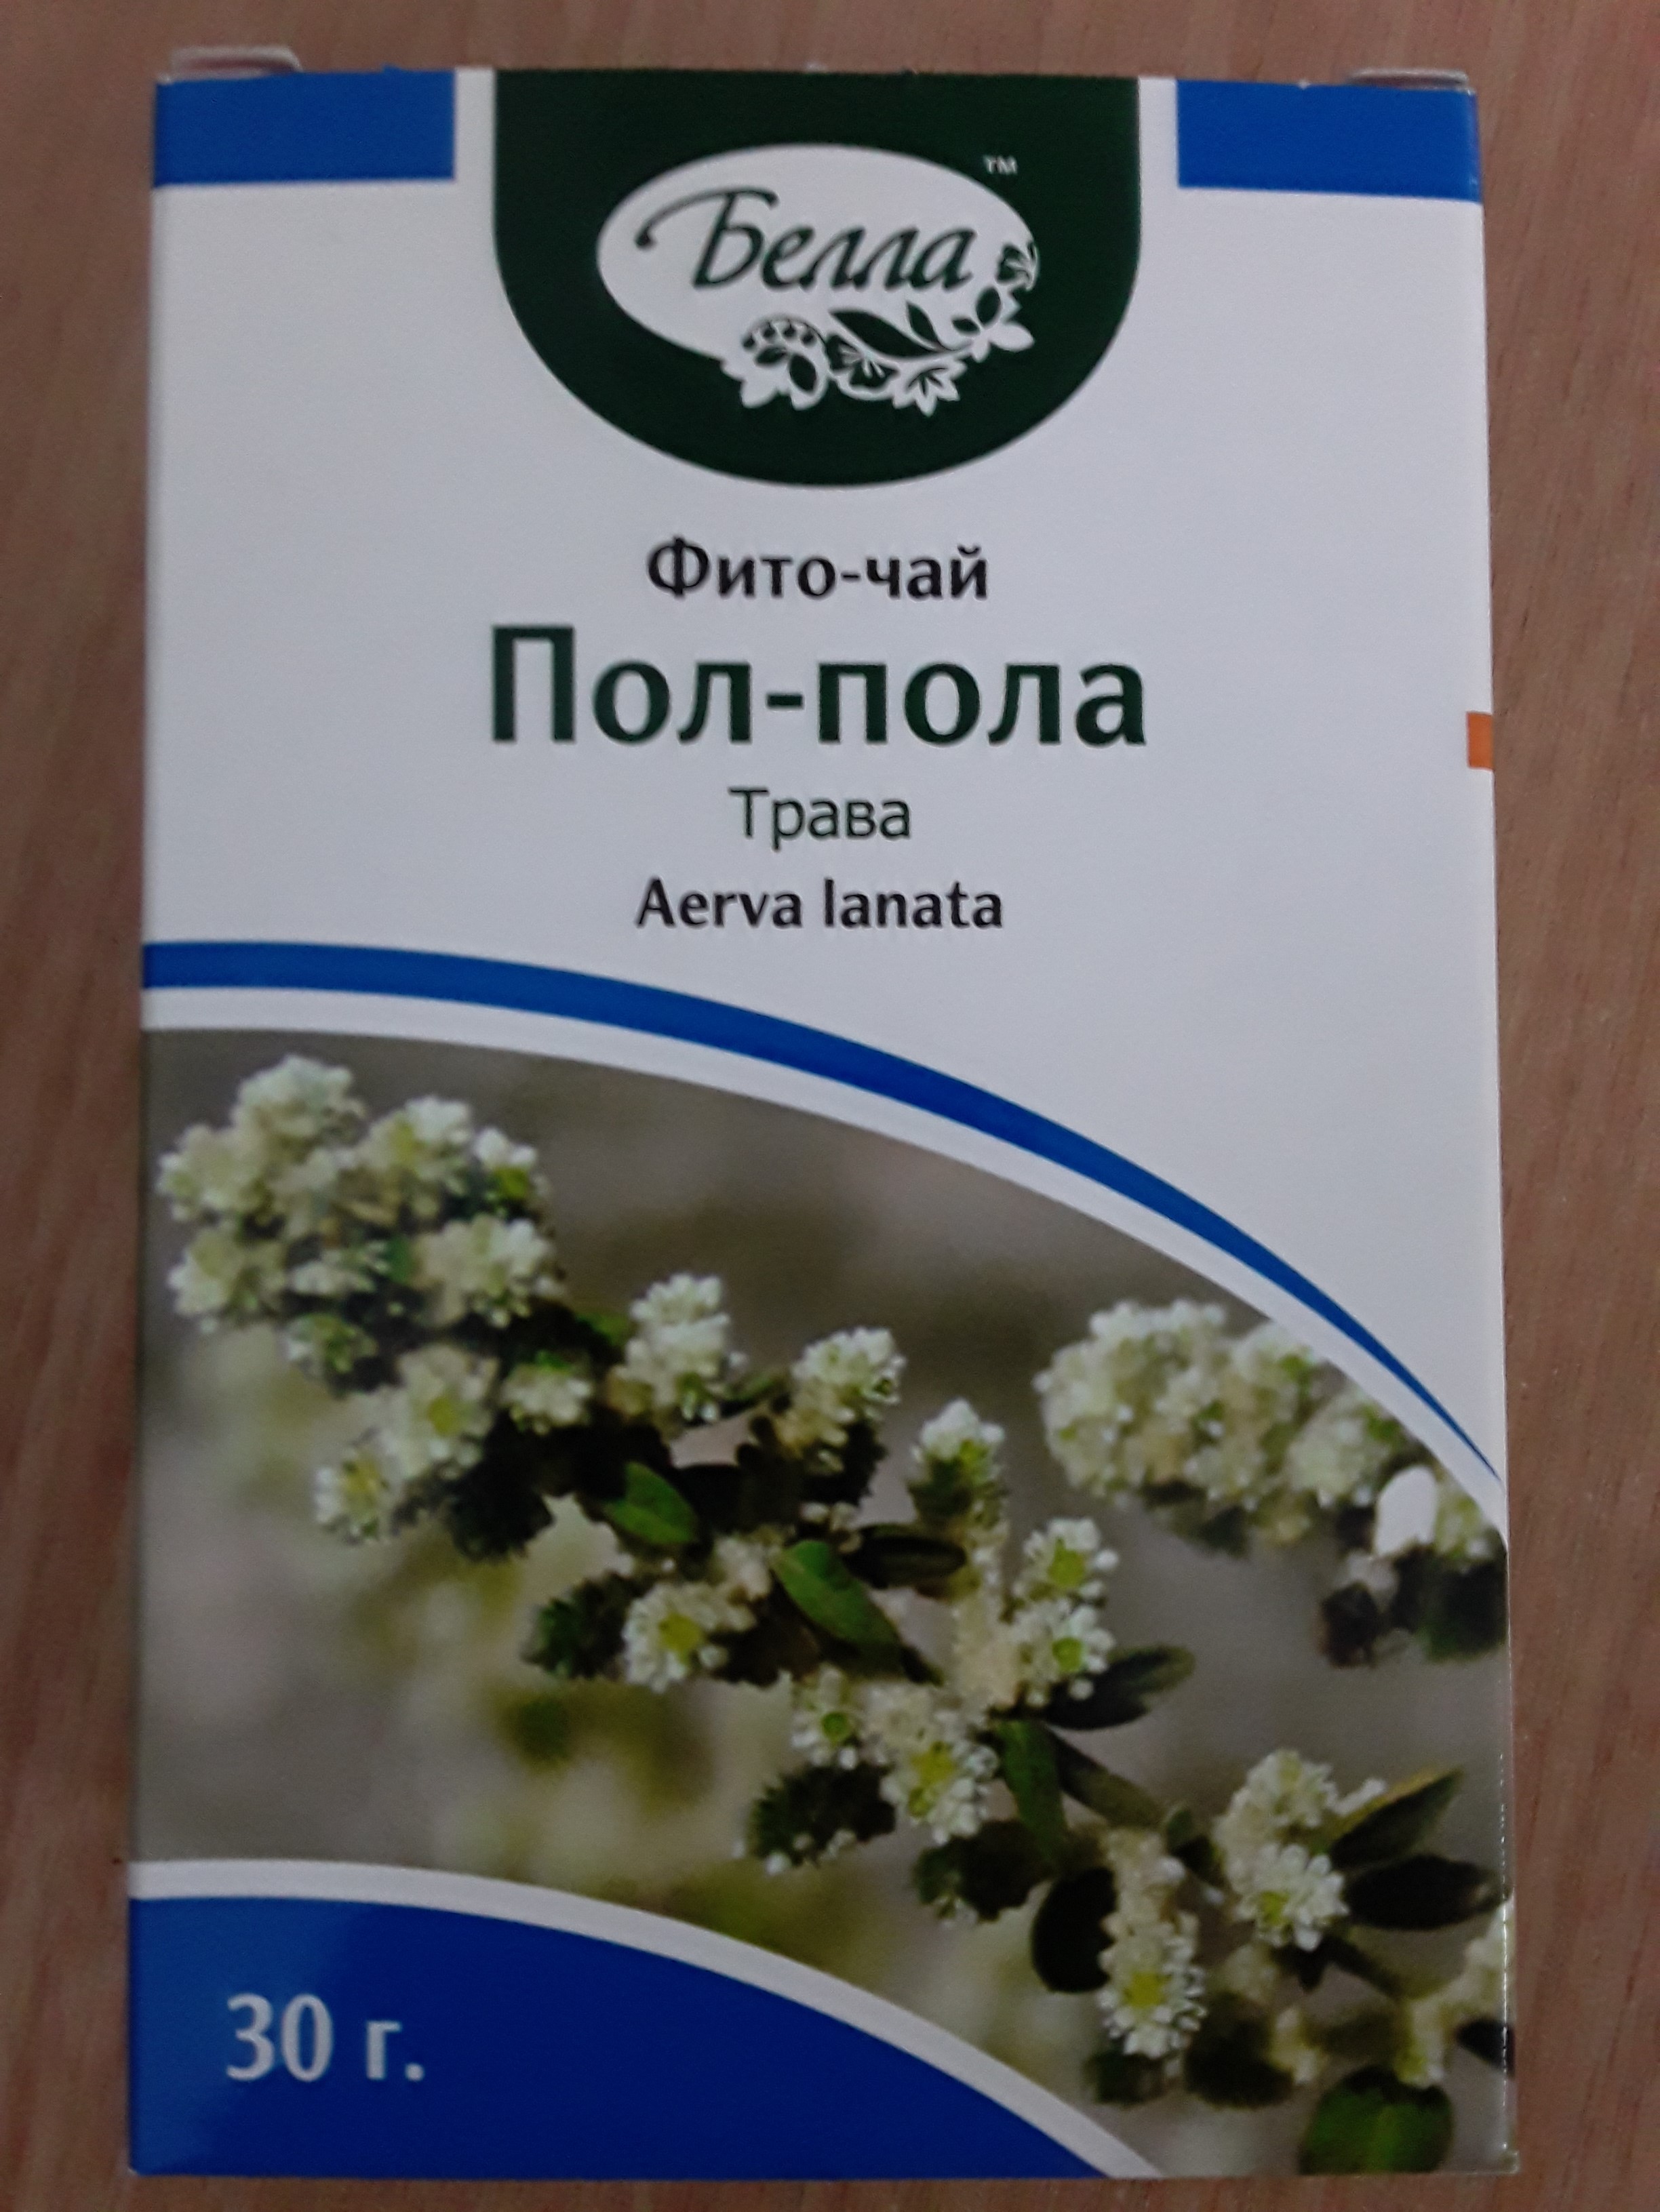 Белла
™
Фито-чай
Пол-пола
Трава
Aerva lanata
30 г.